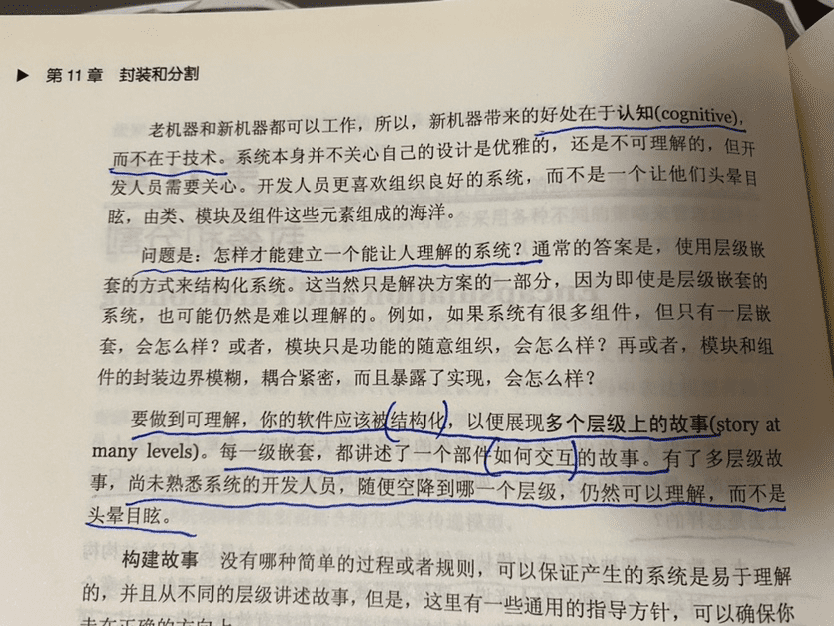 ▶ 第 11 章 封装和分割
老机器和新机器都可以工作，所以，新机器带来的好处在于认知(cognitive)，
而不在于技术。系统本身并不关心自己的设计是优雅的，还是不可理解的，但开
发人员需要关心。开发人员更喜欢组织良好的系统，而不是一个让他们头晕目
眩，由类、模块及组件这些元素组成的海洋。
问题是：怎样才能建立一个能让人理解的系统？通常的答案是，使用层级嵌
套的方式来结构化系统。这当然只是解决方案的一部分，因为即使是层级嵌套的
系统，也可能仍然是难以理解的。例如，如果系统有很多组件，但只有一层嵌
套，会怎么样？或者，模块只是功能的随意组织，会怎么样？再或者，模块和组
件的封装边界模糊，耦合紧密，而且暴露了实现，会怎么样？
要做到可理解，你的软件应该被结构化，以便展现多个层级上的故事(story at
many levels)。每一级嵌套，都讲述了一个部件如何交互的故事。有了多层级故
事，尚未熟悉系统的开发人员，随便空降到哪一个层级，仍然可以理解，而不是
头晕目眩。
构建故事 没有哪种简单的过程或者规则，可以保证产生的系统是易于理解
的，并且从不同的层级讲述故事，但是，这里有一些通用的指导方针，可以确保你
走在正确的方向上